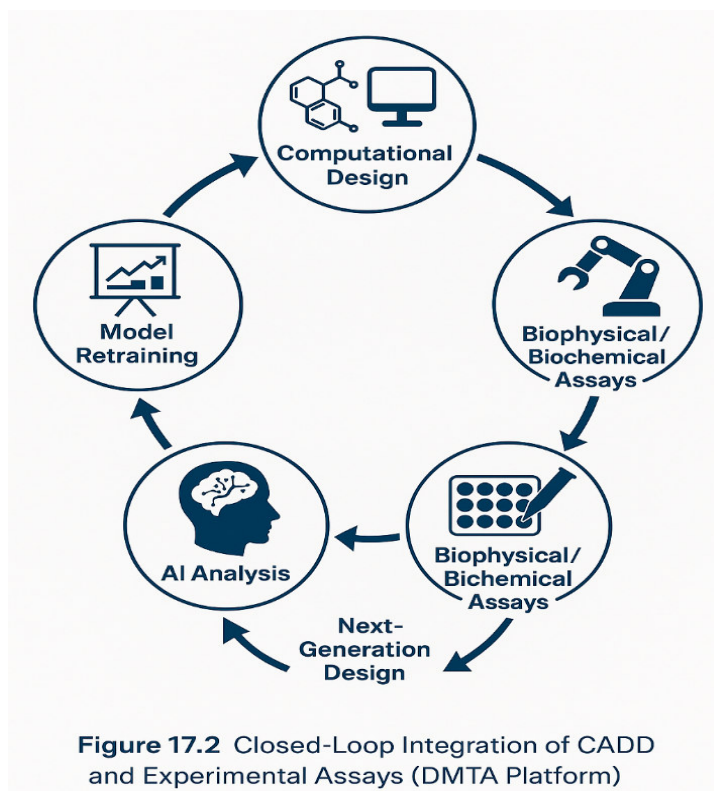 Computational
Design
Biophysical/
Biochemical
Assays
Biophysical/
Bichemical
Assays
AI Analysis
Model
Retraining
Next-
Generation
Design
Figure 17.2 Closed-Loop Integration of CADD
and Experimental Assays (DMTA Platform)